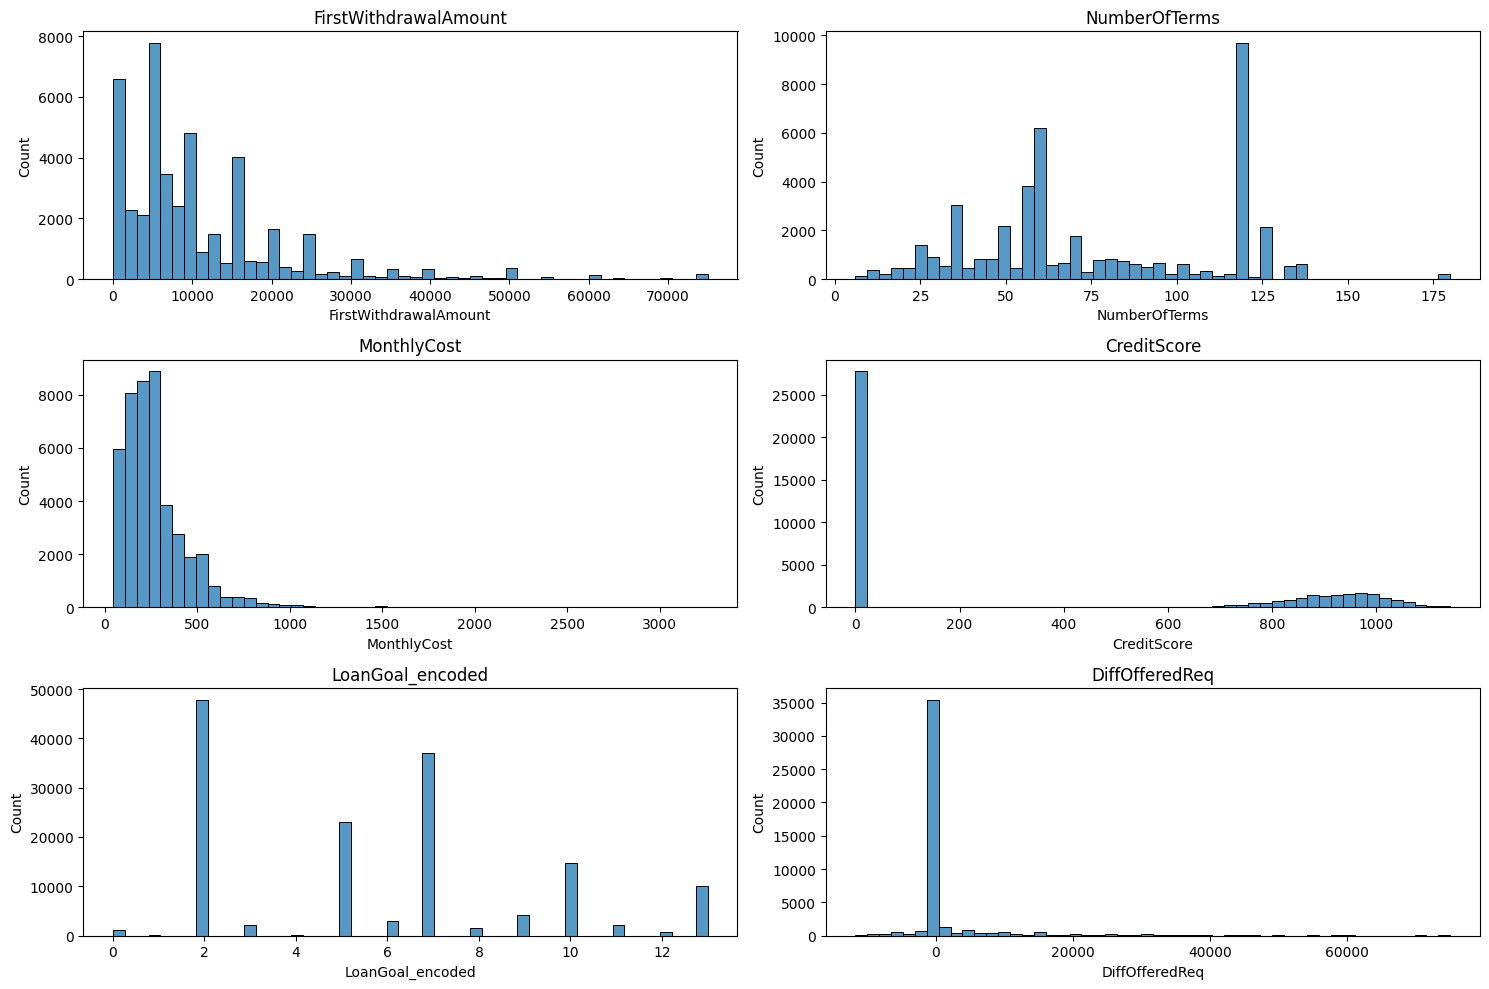 FirstWithdrawalAmount
8000
6000
4000
2000
0
Count
0 10000 20000 30000 40000 50000 60000 70000
FirstWithdrawalAmount
NumberOfTerms
10000
8000
6000
4000
2000
0
Count
0 25 50 75 100 125 150 175
NumberOfTerms
MonthlyCost
8000
6000
4000
2000
0
Count
0 500 1000 1500 2000 2500 3000
MonthlyCost
CreditScore
25000
20000
15000
10000
5000
0
Count
0 200 400 600 800 1000
CreditScore
LoanGoal_encoded
50000
40000
30000
20000
10000
0
Count
0 2 4 6 8 10 12
LoanGoal_encoded
DiffOfferedReq
35000
30000
25000
20000
15000
10000
5000
0
Count
0 20000 40000 60000
DiffOfferedReq